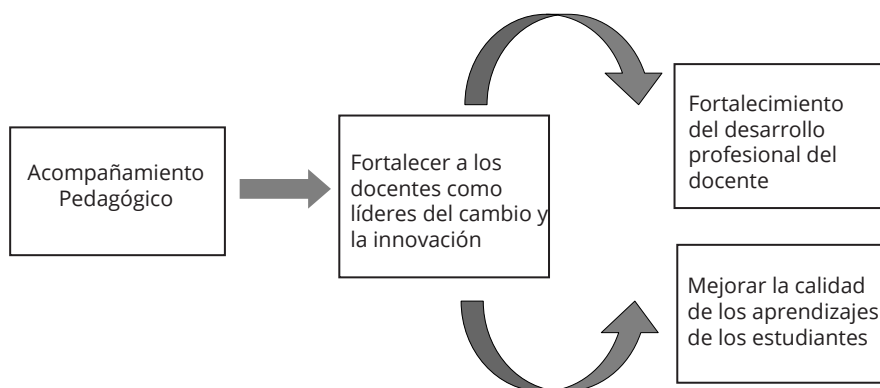 Acompañamiento
Pedagógico
Fortalecer a los
docentes como
líderes del cambio y
la innovación
Fortalecimiento
del desarrollo
profesional del
docente
Mejorar la calidad
de los aprendizajes
de los estudiantes